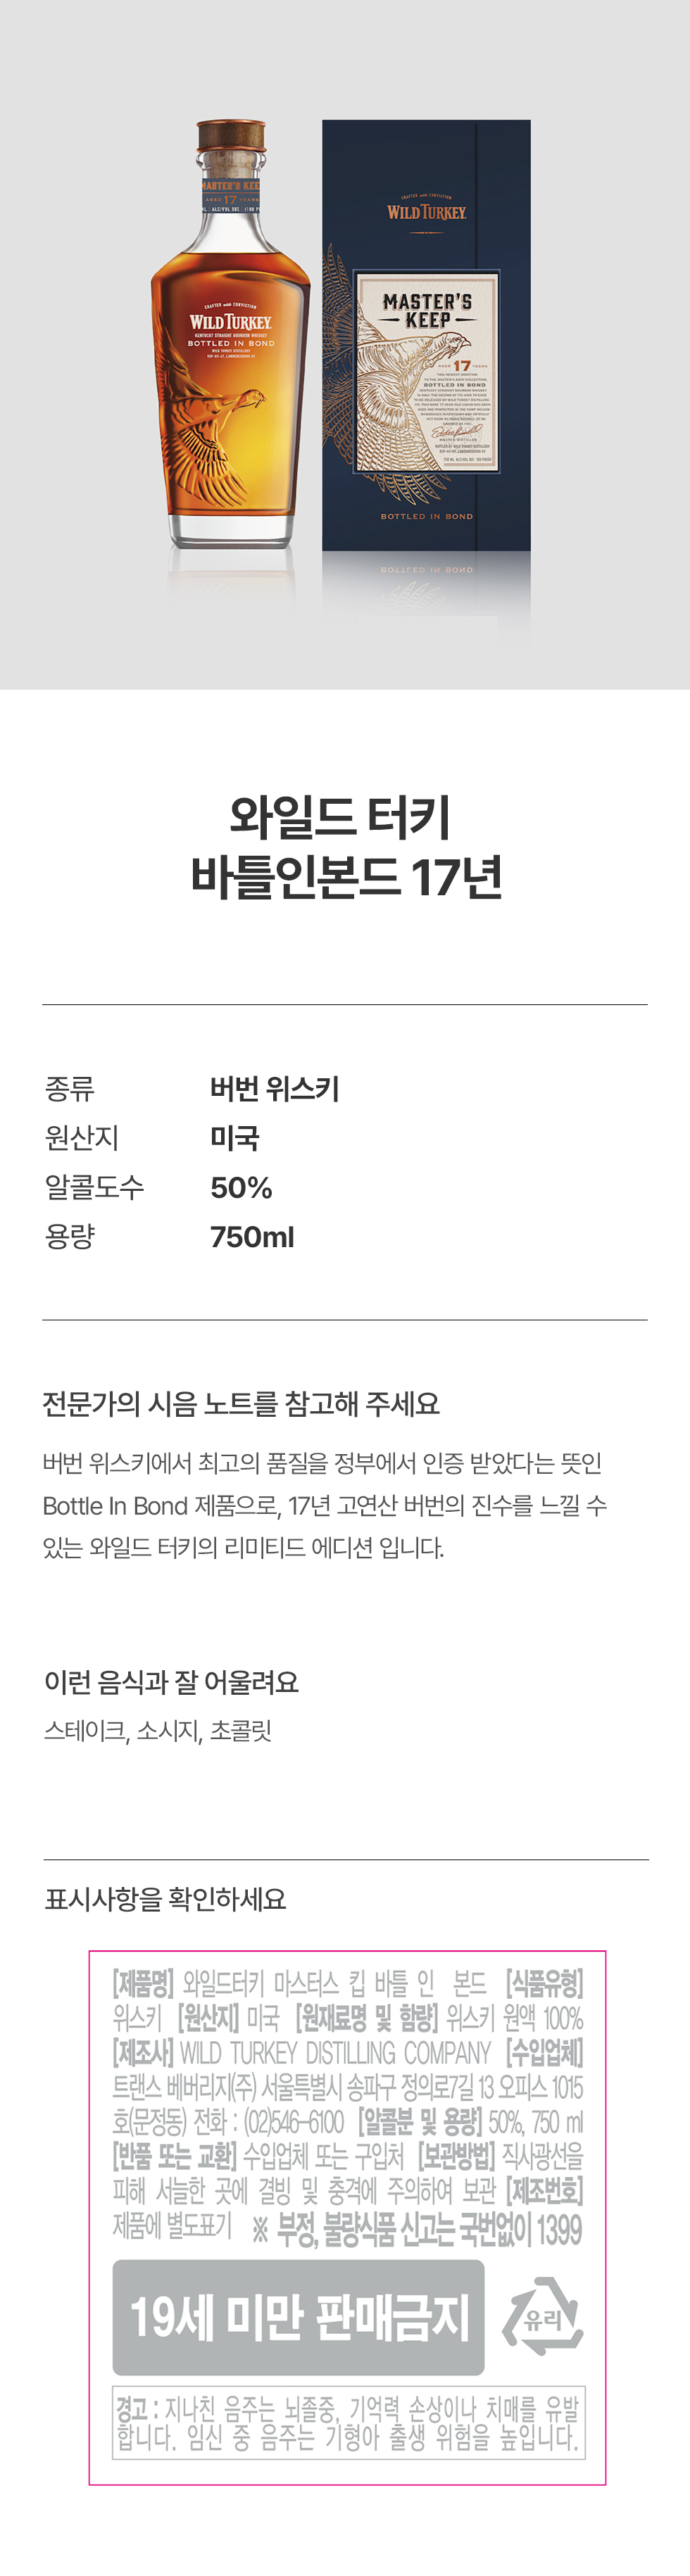 MASTER'S KEEP
AGED 17 YEARS
CRAFTED with CONVICTION
WILD TURKEY
KENTUCKY STRAIGHT BOURBON WHISKEY
BOTTLED IN BOND
WILD TURKEY DISTILLERY
CRAFTED with CONVICTION
WILD TURKEY
MASTER'S
KEEP
AGED 17 YEARS
BOTTLED IN BOND
MASTER DISTILLER
BOTTLED IN BOND
와일드 터키
바틀인본드 17년
종류 버번 위스키
원산지 미국
알콜도수 50%
용량 750ml
전문가의 시음 노트를 참고해 주세요
버번 위스키에서 최고의 품질을 정부에서 인증 받았다는 뜻인
Bottle In Bond 제품으로, 17년 고연산 버번의 진수를 느낄 수
있는 와일드 터키의 리미티드 에디션 입니다.
이런 음식과 잘 어울려요
스테이크, 소시지, 초콜릿
표시사항을 확인하세요
[제품명] 와일드터키 마스터스 킵 바틀 인 본드 [식품유형]
위스키 [원산지] 미국 [원재료명 및 함량] 위스키 원액 100%
[제조사] WILD TURKEY DISTILLING COMPANY [수입업체]
트랜스 베버리지(주) 서울특별시 송파구 정의로7길 13 오피스 1015
호(문정동) 전화 : (02)546-6100 [알콜분 및 용량] 50%, 750 ml
[반품 또는 교환] 수입업체 또는 구입처 [보관방법] 직사광선을
피해 서늘한 곳에 결빙 및 충격에 주의하여 보관 [제조번호]
제품에 별도표기 ※ 부정, 불량식품 신고는 국번없이 1399
19세 미만 판매금지
유리
경고 : 지나친 음주는 뇌졸중, 기억력 손상이나 치매를 유발
합니다. 임신 중 음주는 기형아 출생 위험을 높입니다.